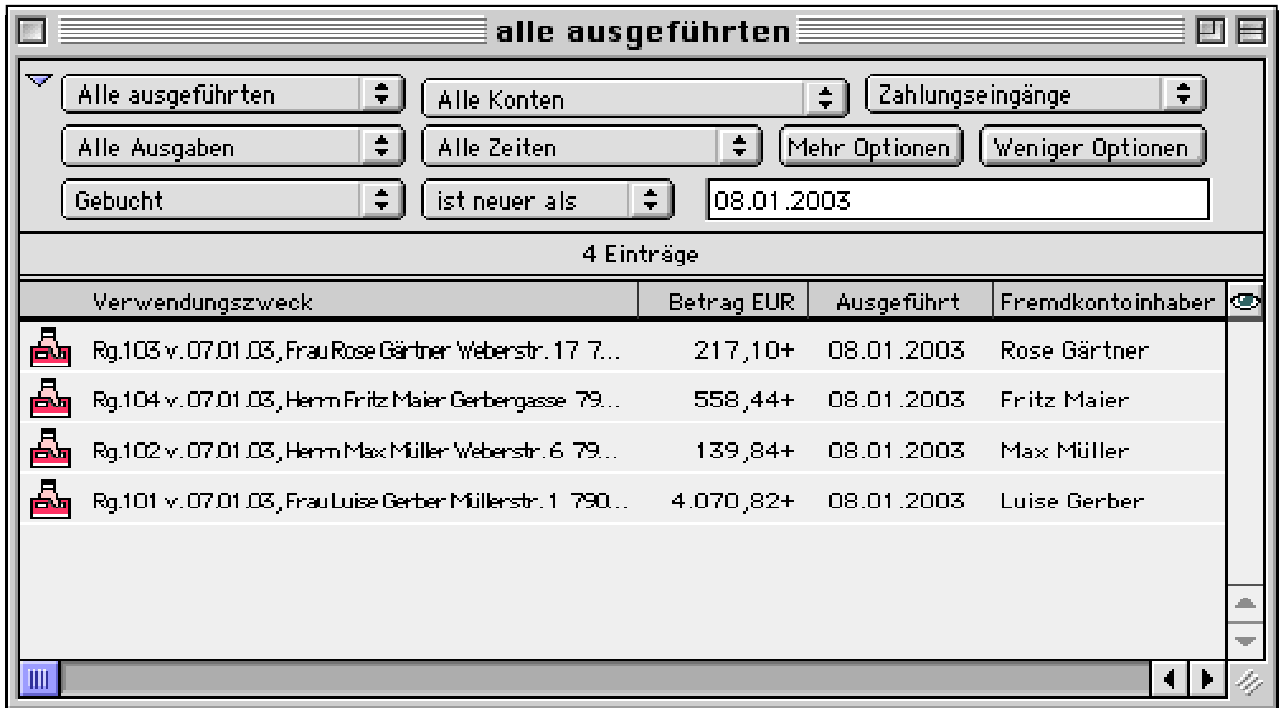 alle ausgeführten
Alle ausgeführten Alle Konten Zahlungseingänge
Alle Ausgaben Alle Zeiten Mehr Optionen Weniger Optionen
Gebucht ist neuer als 08.01.2003
4 Einträge
Verwendungszweck Betrag EUR Ausgeführt Fremdkontoinhaber
Rg.103 v. 07.01.03, Frau Rose Gärtner Weberstr. 17 7... 217,10+ 08.01.2003 Rose Gärtner
Rg.104 v. 07.01.03, Herrn Fritz Maier Gerbergasse 79... 558,44+ 08.01.2003 Fritz Maier
Rg.102 v. 07.01.03, Herrn Max Müller Weberstr. 6 79... 139,84+ 08.01.2003 Max Müller
Rg.101 v. 07.01.03, Frau Luise Gerber Müllerstr. 1 790... 4.070,82+ 08.01.2003 Luise Gerber